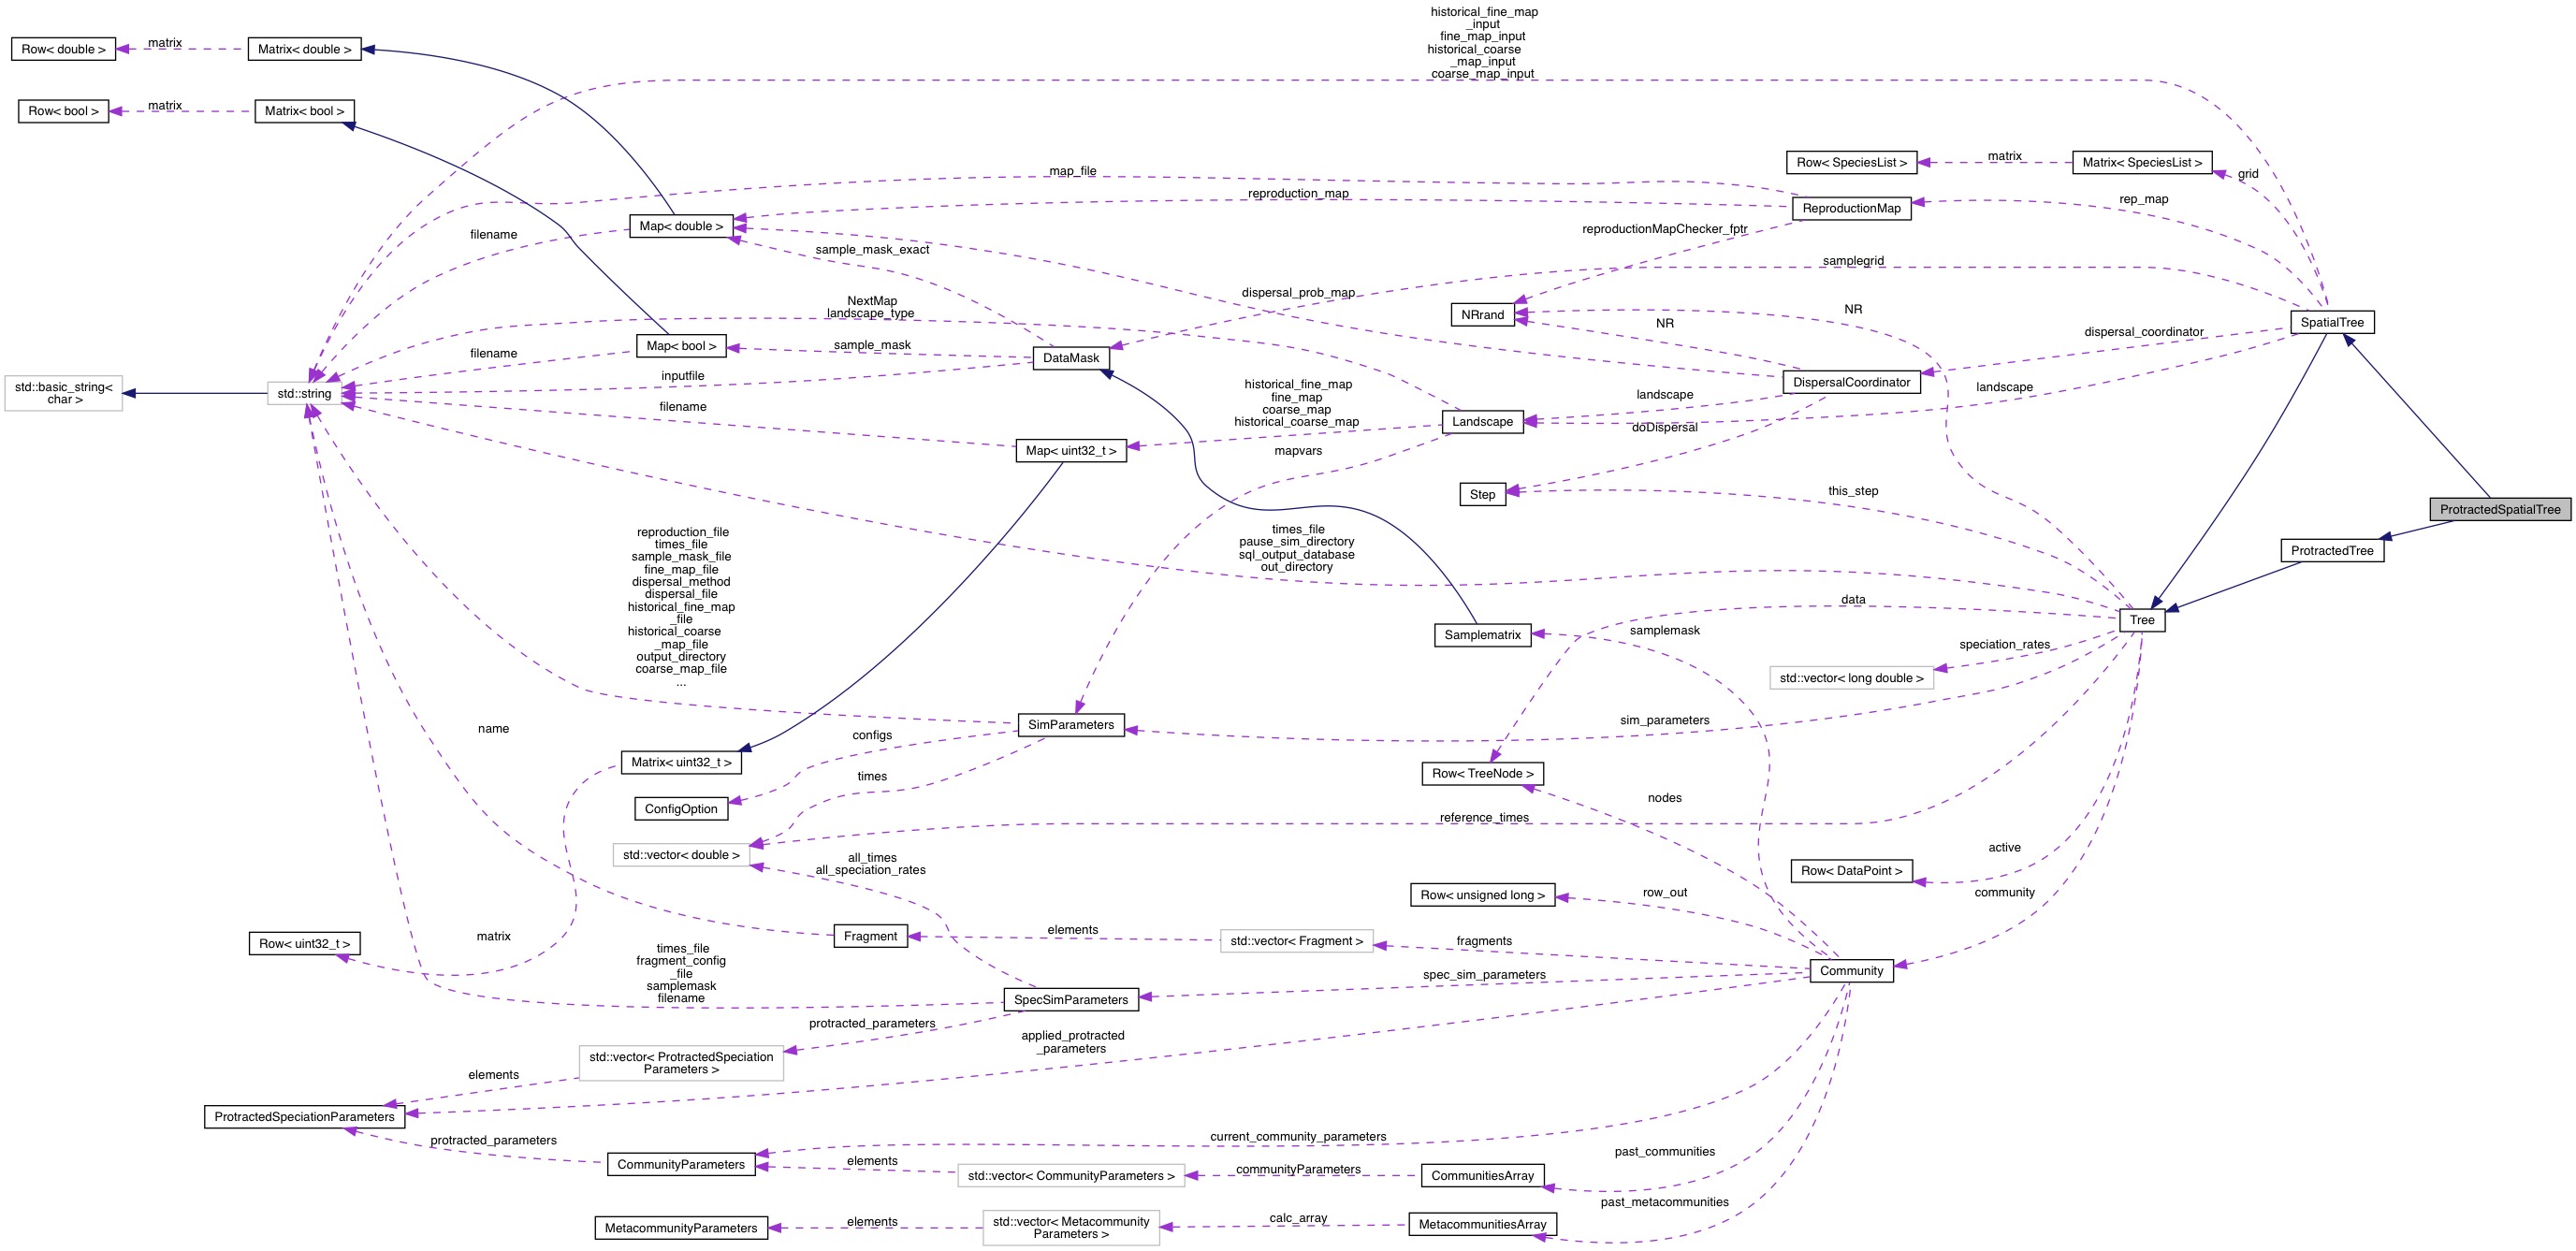 historical_fine_map
_input
fine_map_input
historical_coarse
_map_input
coarse_map_input
Row< double >
matrix
Matrix< double >
Row< bool >
matrix
Matrix< bool >
map_file
Row< SpeciesList >
matrix
Matrix< SpeciesList >
grid
reproduction_map
ReproductionMap
rep_map
Map< double >
filename
sample_mask_exact
reproductionMapChecker_fptr
samplegrid
dispersal_prob_map
NextMap
landscape_type
NRrand
NR
NR
SpatialTree
dispersal_coordinator
Map< bool >
sample_mask
filename
DataMask
inputfile
std::basic_string<
char >
std::string
filename
historical_fine_map
fine_map
coarse_map
historical_coarse_map
DispersalCoordinator
landscape
landscape
Landscape
doDispersal
Map< uint32_t >
mapvars
Step
this_step
ProtractedSpatialTree
reproduction_file
times_file
sample_mask_file
fine_map_file
dispersal_method
dispersal_file
historical_fine_map
_file
historical_coarse
_map_file
output_directory
coarse_map_file
...
times_file
pause_sim_directory
sql_output_database
out_directory
ProtractedTree
data
Tree
Samplematrix
samplemask
speciation_rates
std::vector< long double >
name
SimParameters
sim_parameters
configs
Matrix< uint32_t >
times
Row< TreeNode >
ConfigOption
nodes
reference_times
std::vector< double >
all_times
all_speciation_rates
active
Row< DataPoint >
Row< unsigned long >
row_out
community
Row< uint32_t >
matrix
Fragment
elements
std::vector< Fragment >
fragments
times_file
fragment_config
_file
samplemask
filename
spec_sim_parameters
Community
SpecSimParameters
protracted_parameters
applied_protracted
_parameters
std::vector< ProtractedSpeciation
Parameters >
elements
ProtractedSpeciationParameters
protracted_parameters
current_community_parameters
CommunityParameters
elements
std::vector< CommunityParameters >
communityParameters
CommunitiesArray
past_communities
past_metacommunities
MetacommunityParameters
elements
std::vector< Metacommunity
Parameters >
calc_array
MetacommunitiesArray